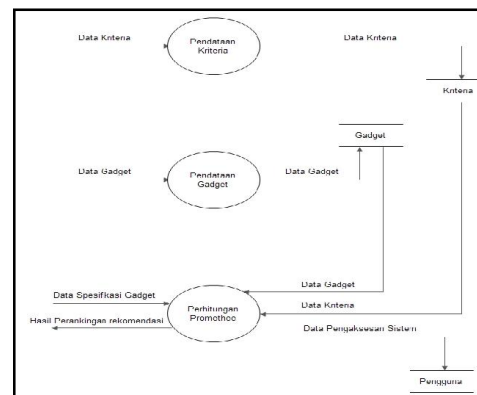 Data Kriteria
Pendataan
Kriteria
Data Kriteria
Kriteria
Gadget
Data Gadget
Pendataan
Gadget
Data Gadget
Data Gadget
Data Spesifikasi Gadget
Perhitungan
Promethee
Data Kriteria
Hasil Perankingan rekomendasi
Data Pengaksesan Sistem
Pengguna